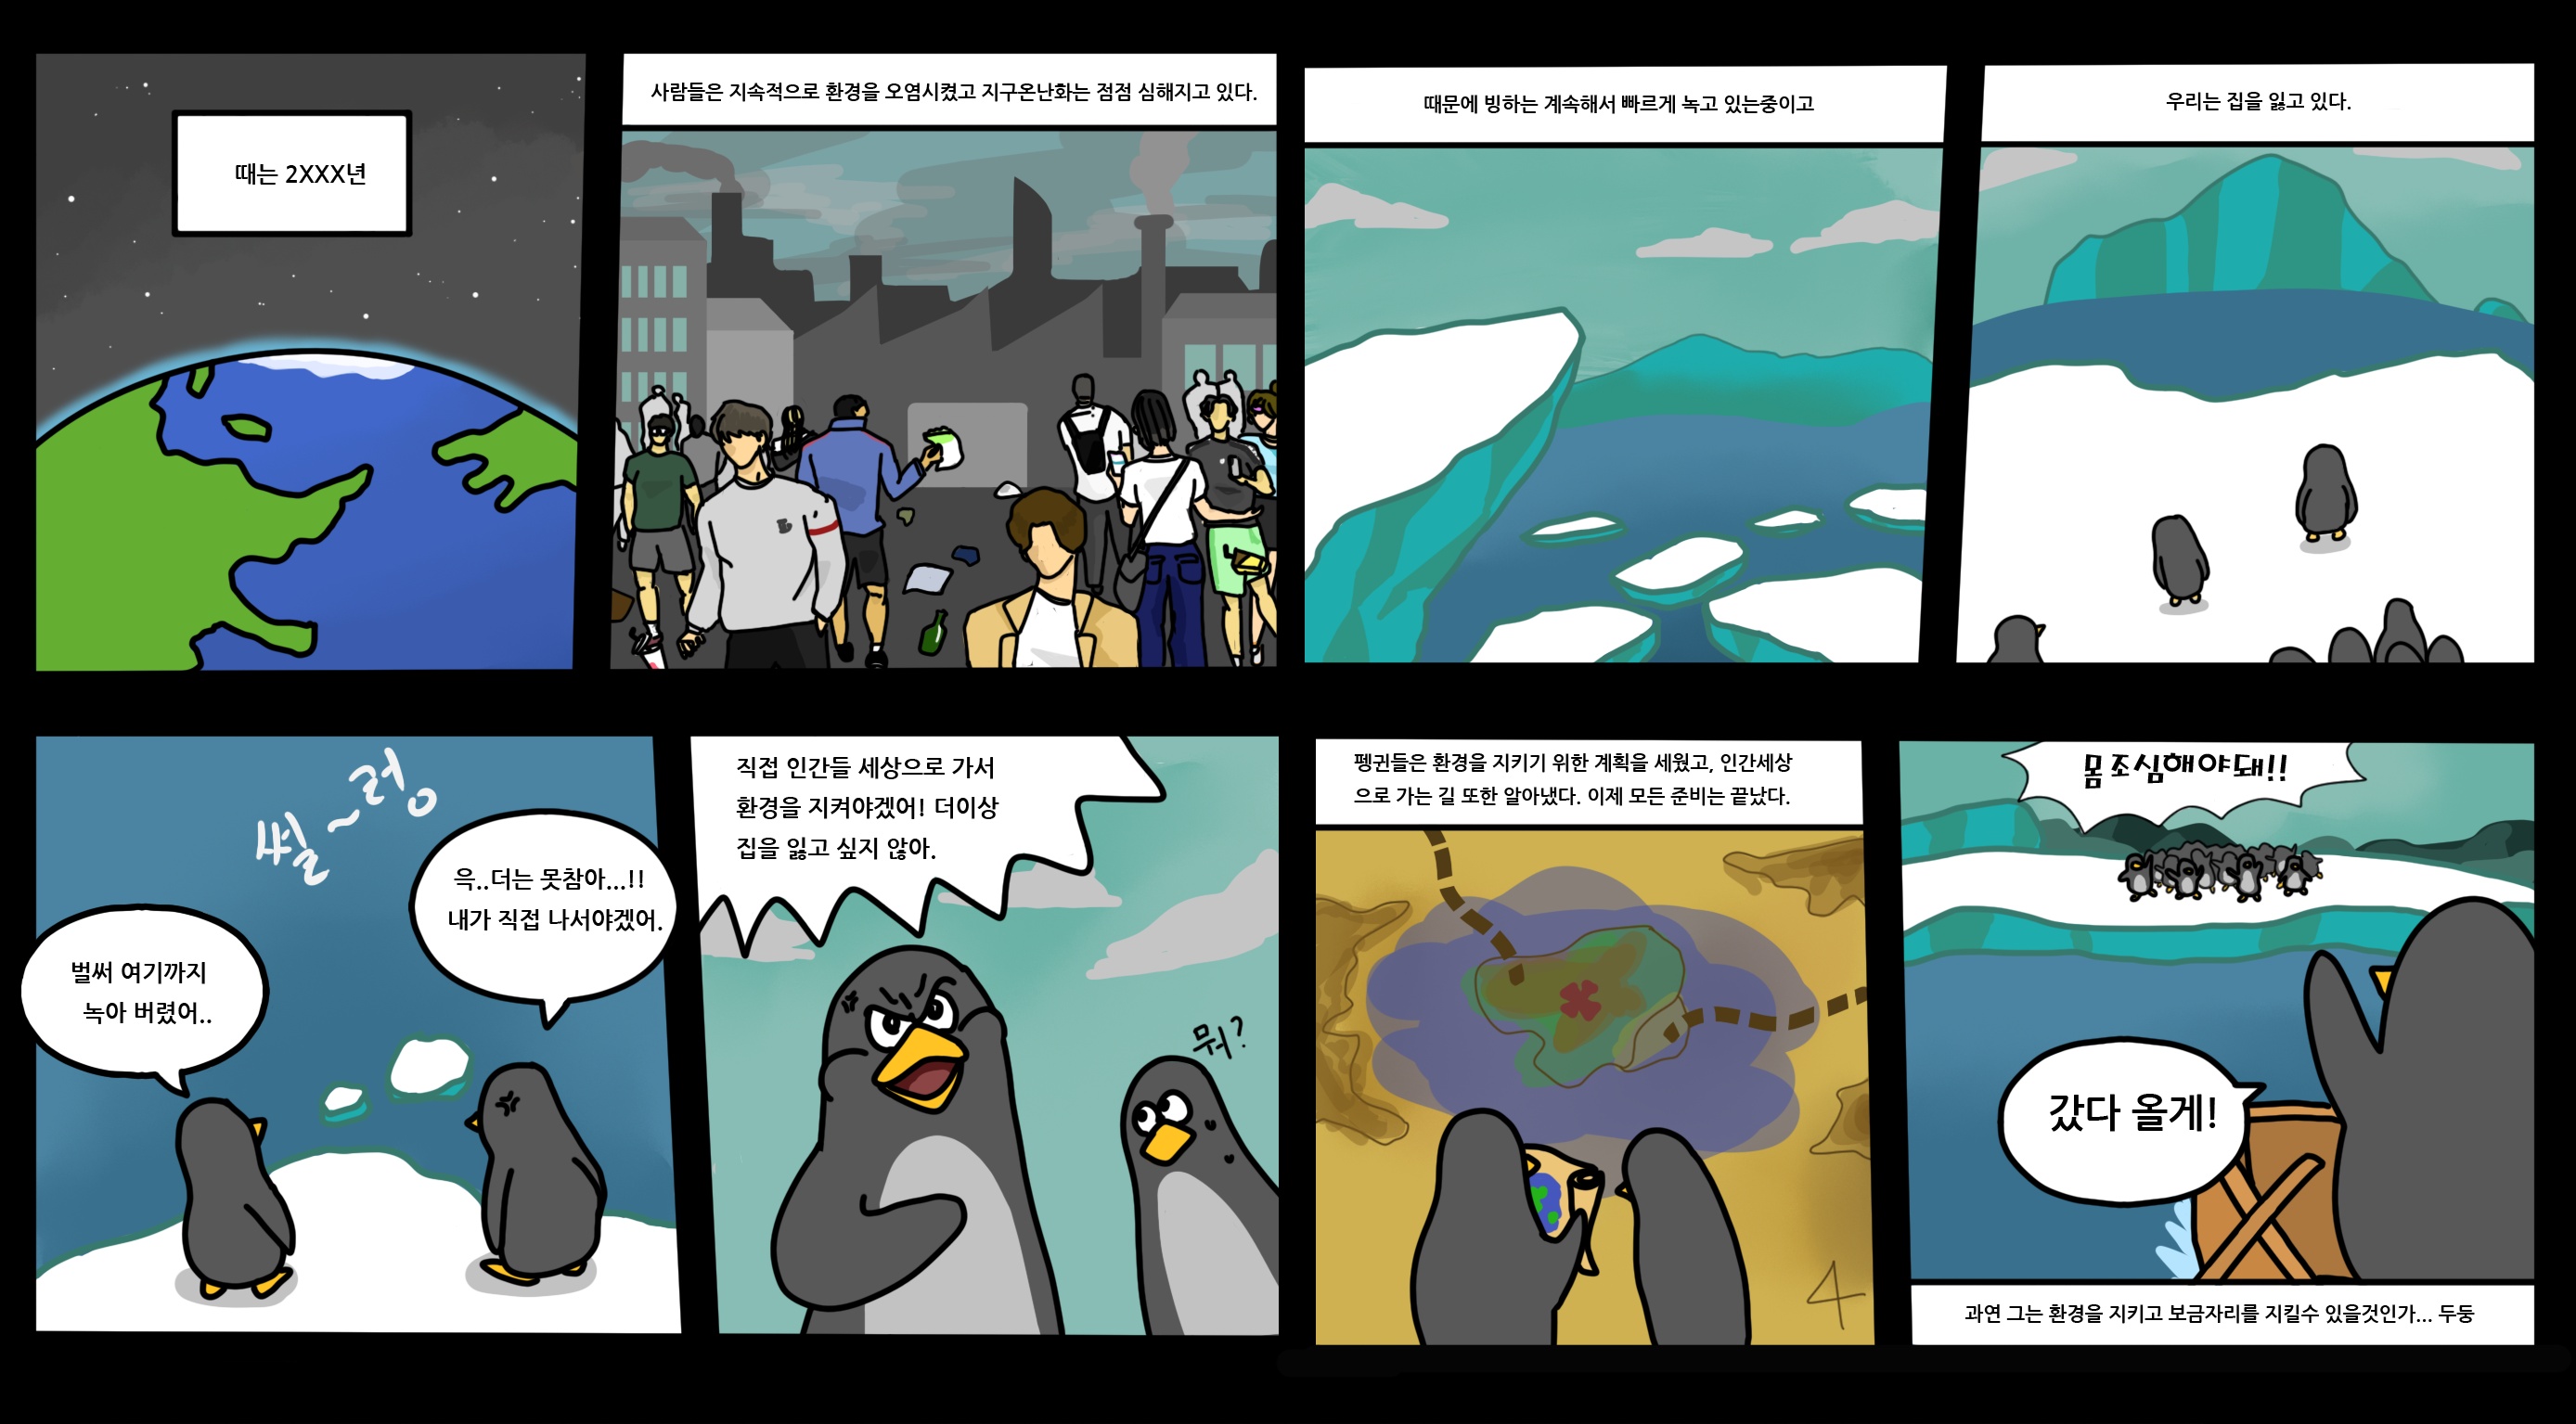 때는 2XXX년
사람들은 지속적으로 환경을 오염시켰고 지구온난화는 점점 심해지고 있다.
때문에 빙하는 계속해서 빠르게 녹고 있는중이고
우리는 집을 잃고 있다.
씰~렁
벌써 여기까지
녹아 버렸어..
윽..더는 못참아...!!
내가 직접 나서야겠어.
직접 인간들 세상으로 가서
환경을 지켜야겠어! 더이상
집을 잃고 싶지 않아.
뭐?
펭귄들은 환경을 지키기 위한 계획을 세웠고, 인간세상
으로 가는 길 또한 알아냈다. 이제 모든 준비는 끝났다.
몸 조심해야돼!!
갔다 올게!
과연 그는 환경을 지키고 보금자리를 지킬수 있을것인가... 두둥